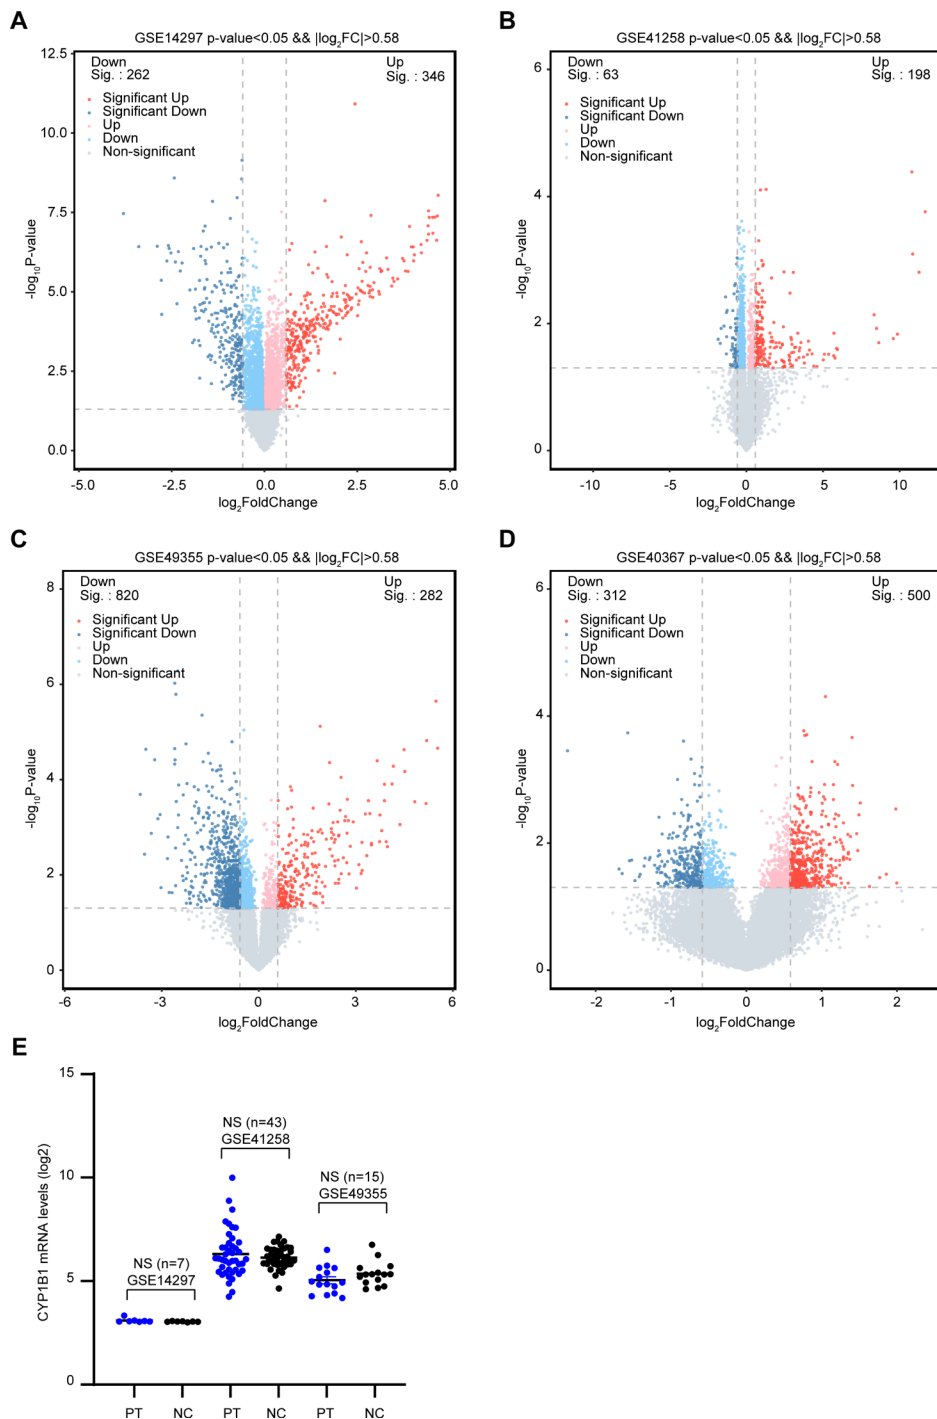 A
GSE14297 p-value<0.05 && |log2FC|>0.58
Down
Sig. : 262
Up
Sig. : 346
Significant Up
Significant Down
Up
Down
Non-significant
12.5
10.0
7.5
5.0
2.5
0.0
-log10P-value
-5.0 -2.5 0.0 2.5 5.0
log2FoldChange
B
GSE41258 p-value<0.05 && |log2FC|>0.58
Down
Sig. : 63
Up
Sig. : 198
Significant Up
Significant Down
Up
Down
Non-significant
6
4
2
0
-log10P-value
-10 -5 0 5 10
log2FoldChange
C
GSE49355 p-value<0.05 && |log2FC|>0.58
Down
Sig. : 820
Up
Sig. : 282
Significant Up
Significant Down
Up
Down
Non-significant
8
6
4
2
0
-log10P-value
-6 -3 0 3 6
log2FoldChange
D
GSE40367 p-value<0.05 && |log2FC|>0.58
Down
Sig. : 312
Up
Sig. : 500
Significant Up
Significant Down
Up
Down
Non-significant
6
4
2
0
-log10P-value
-2 -1 0 1 2
log2FoldChange
E
15
10
5
0
CYP1B1 mRNA levels (log2)
NS (n=7)
GSE14297
NS (n=43)
GSE41258
NS (n=15)
GSE49355
PT NC PT NC PT NC